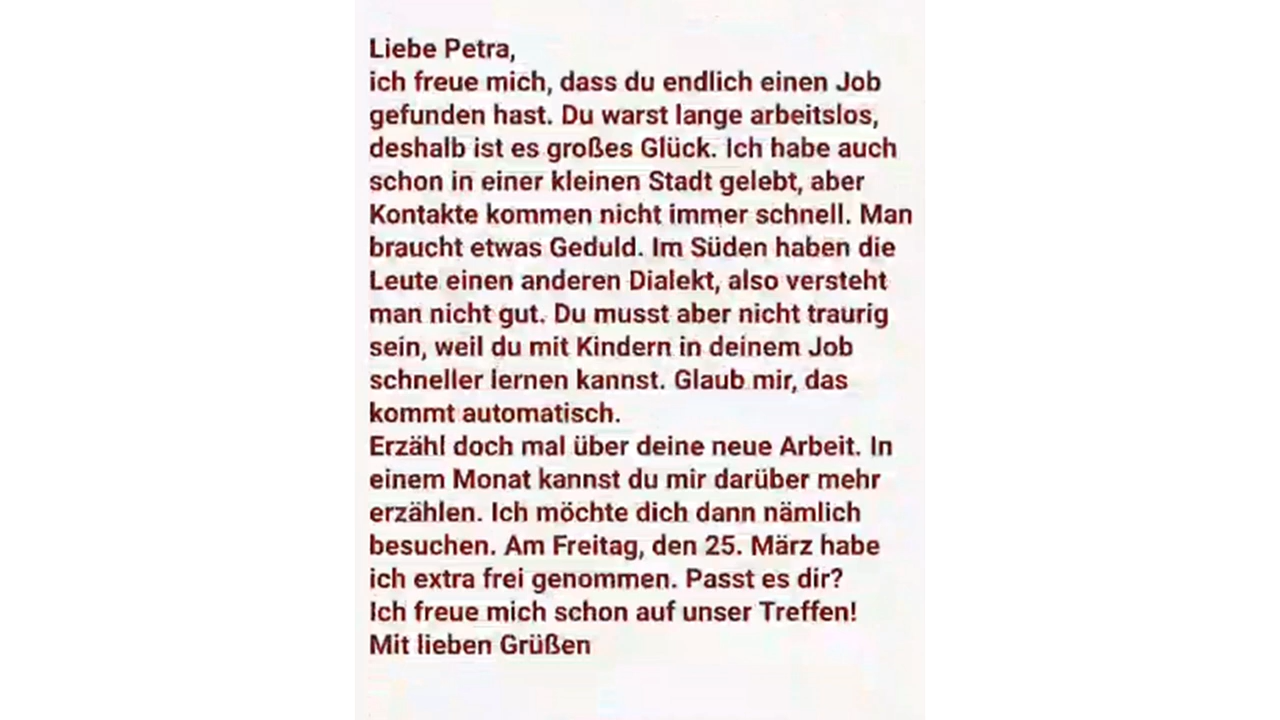 Liebe Petra,
ich freue mich, dass du endlich einen Job
gefunden hast. Du warst lange arbeitslos,
deshalb ist es großes Glück. Ich habe auch
schon in einer kleinen Stadt gelebt, aber
Kontakte kommen nicht immer schnell. Man
braucht etwas Geduld. Im Süden haben die
Leute einen anderen Dialekt, also versteht
man nicht gut. Du musst aber nicht traurig
sein, weil du mit Kindern in deinem Job
schneller lernen kannst. Glaub mir, das
kommt automatisch.
Erzähl doch mal über deine neue Arbeit. In
einem Monat kannst du mir darüber mehr
erzählen. Ich möchte dich dann nämlich
besuchen. Am Freitag, den 25. März habe
ich extra frei genommen. Passt es dir?
Ich freue mich schon auf unser Treffen!
Mit lieben Grüßen